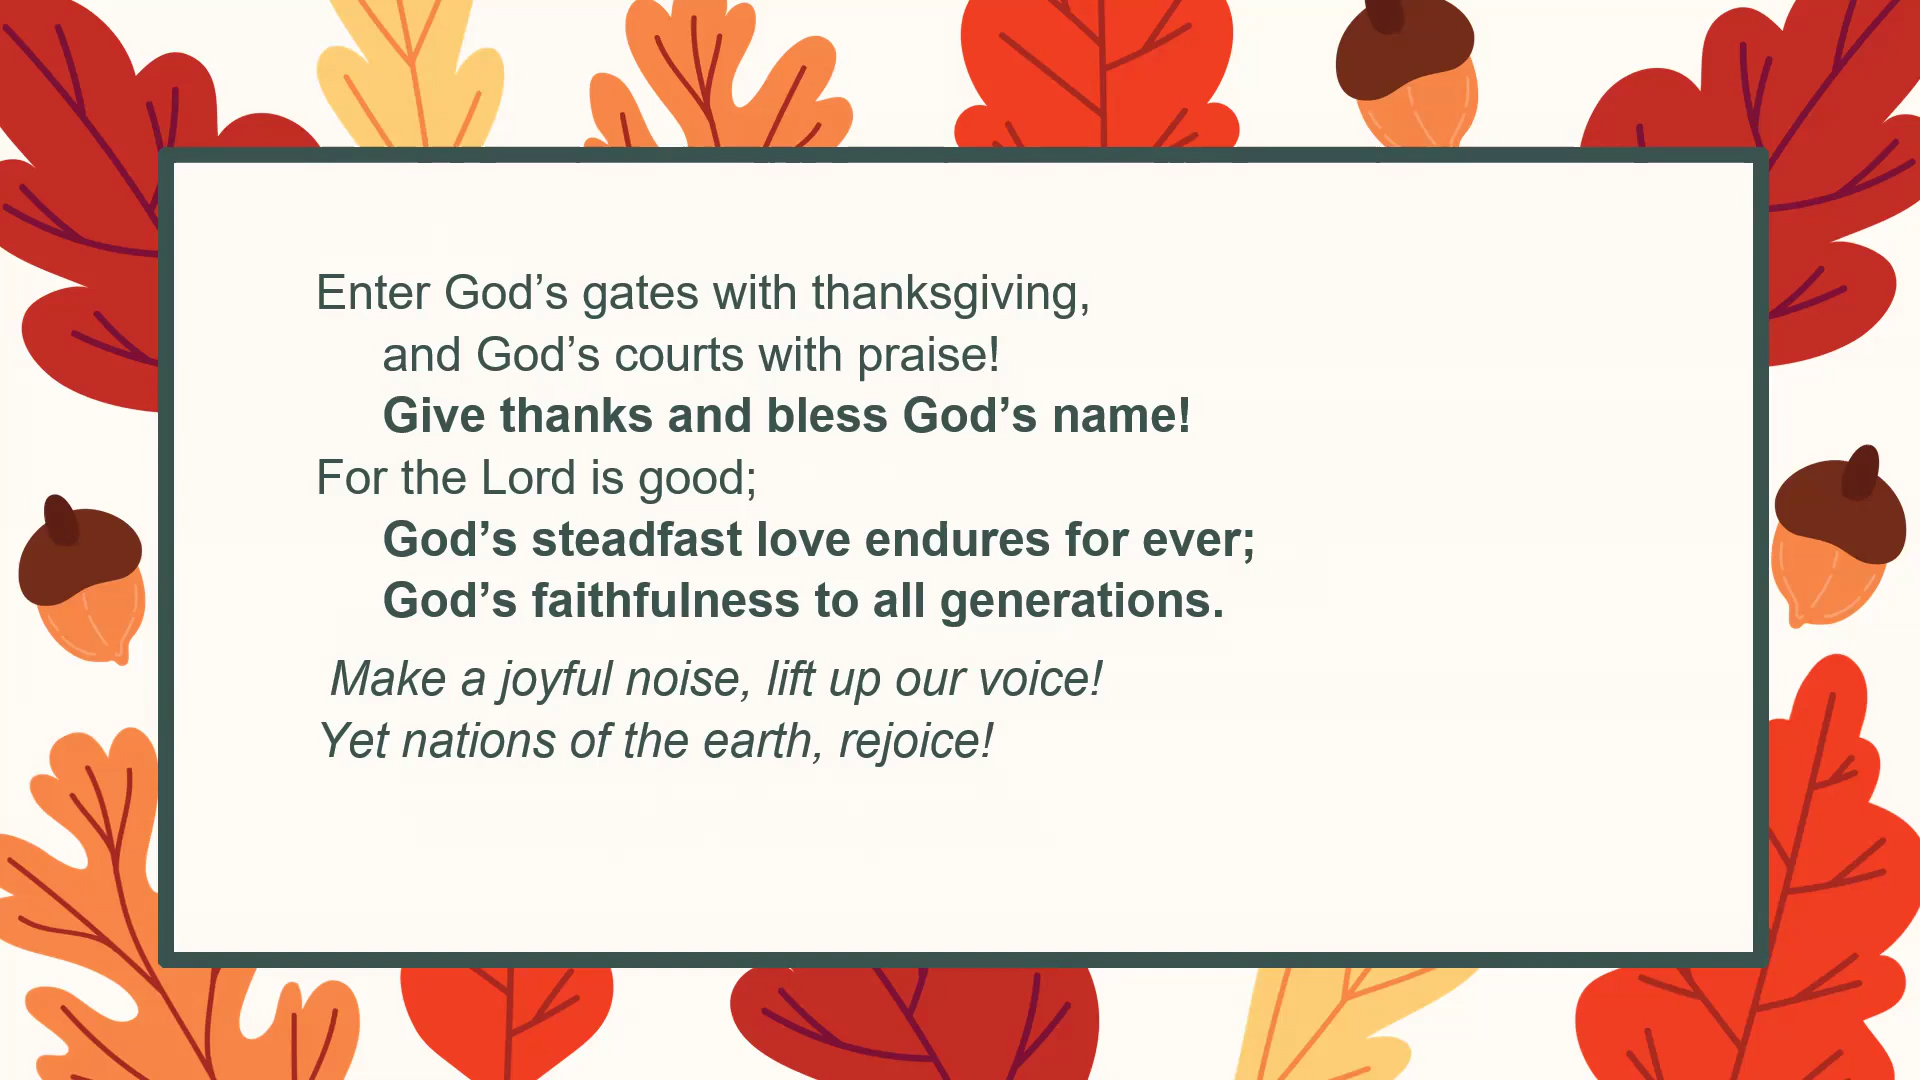 Enter God’s gates with thanksgiving,
and God’s courts with praise!
Give thanks and bless God’s name!
For the Lord is good;
God’s steadfast love endures for ever;
God’s faithfulness to all generations.
Make a joyful noise, lift up our voice!
Yet nations of the earth, rejoice!